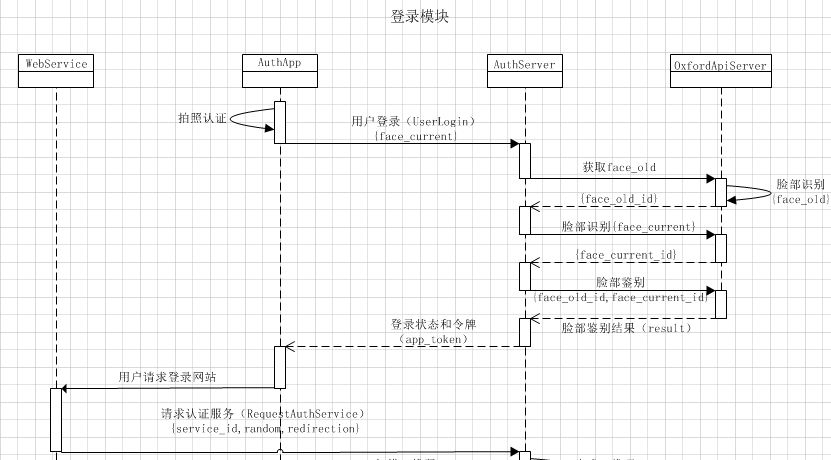 登录模块
WebService
AuthApp
AuthServer
OxfordApiServer
拍照认证
用户登录（UserLogin）
{face_current}
获取face_old
脸部识别
{face_old}
{face_old_id}
脸部识别{face_current}
{face_current_id}
脸部鉴别
{face_old_id,face_current_id}
脸部鉴别结果（result）
登录状态和令牌
（app_token）
用户请求登录网站
请求认证服务（RequestAuthService）
{service_id,random,redirection}